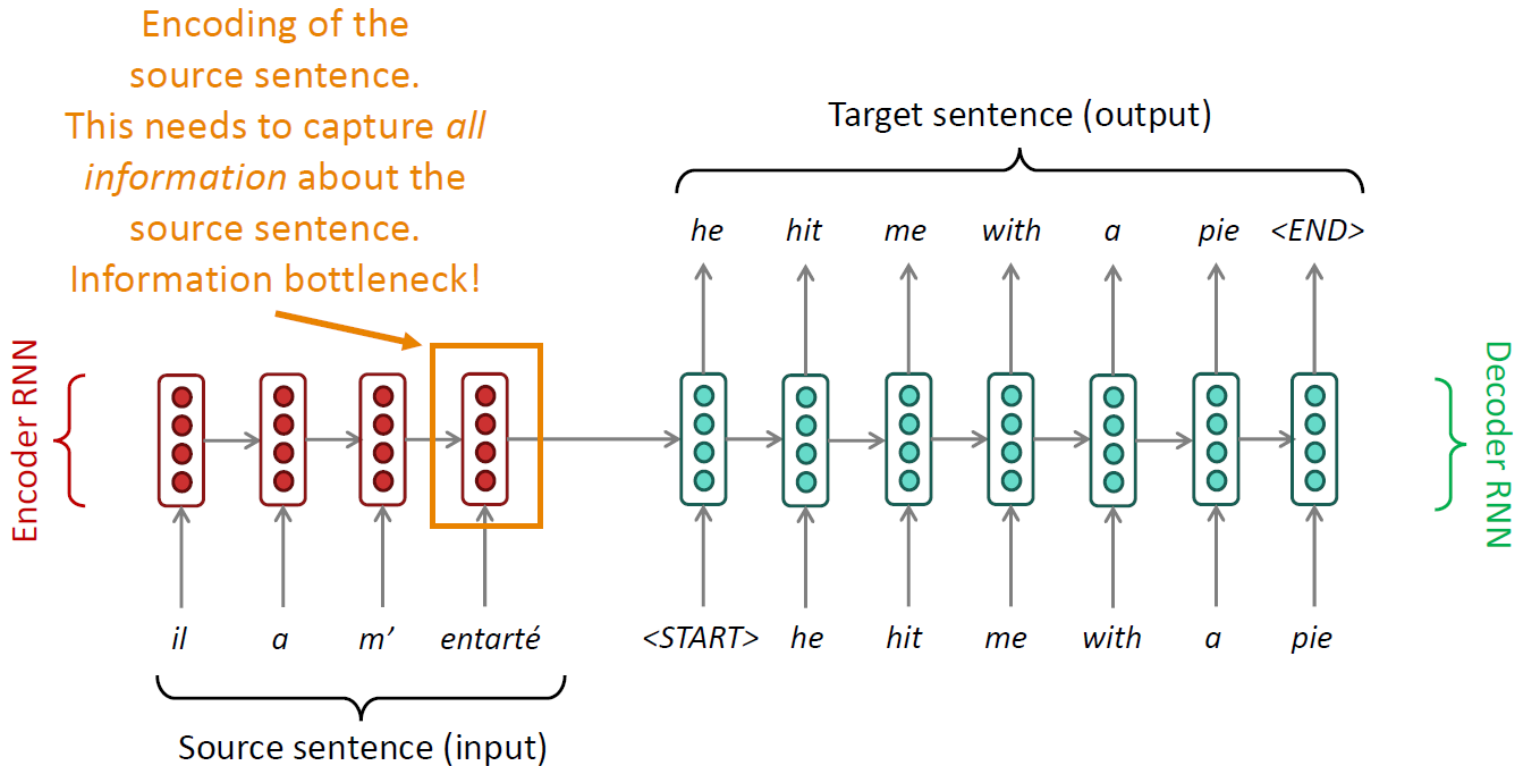 Encoding of the
source sentence.
This needs to capture all
information about the
source sentence.
Information bottleneck!
Target sentence (output)
he hit me with a pie <END>
Encoder RNN
Decoder RNN
il a m’ entarté <START> he hit me with a pie
Source sentence (input)